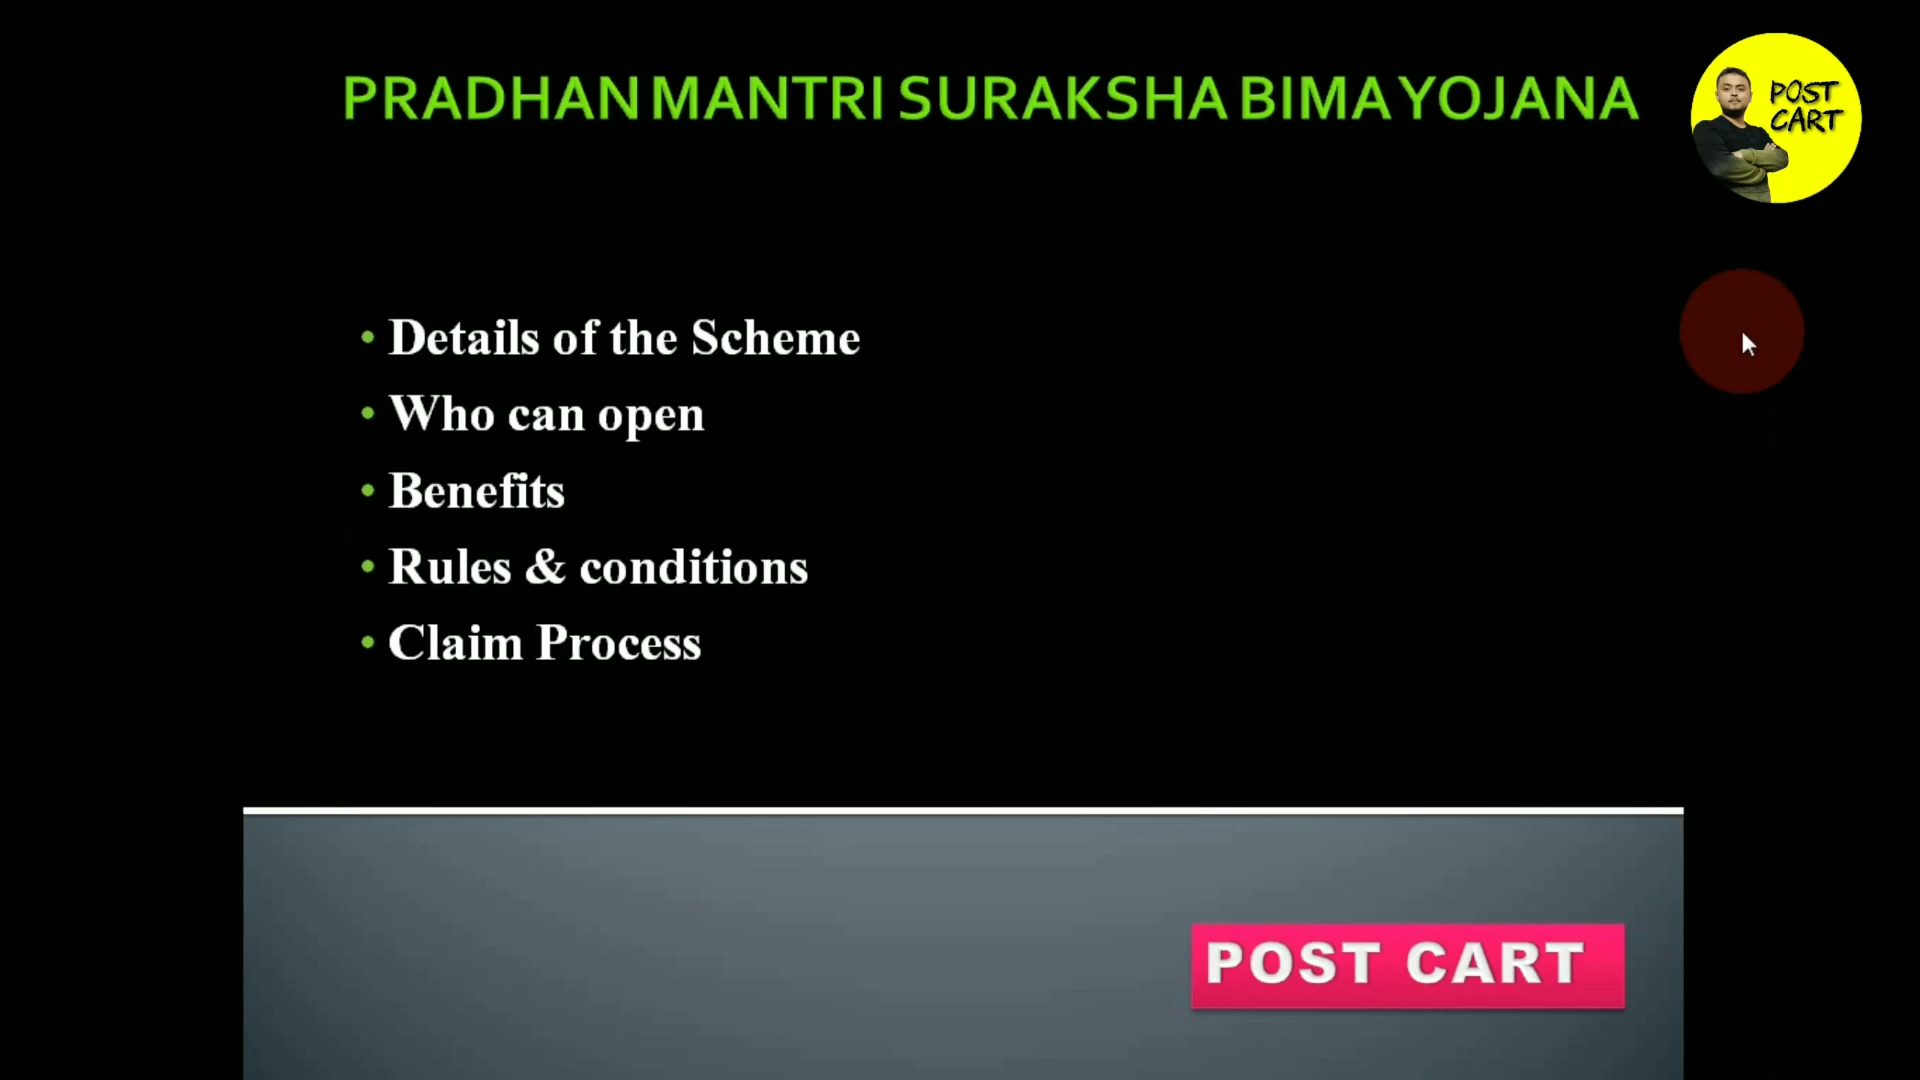 PRADHAN MANTRI SURAKSHA BIMA YOJANA
POST
CART
• Details of the Scheme
• Who can open
• Benefits
• Rules & conditions
• Claim Process
POST CART